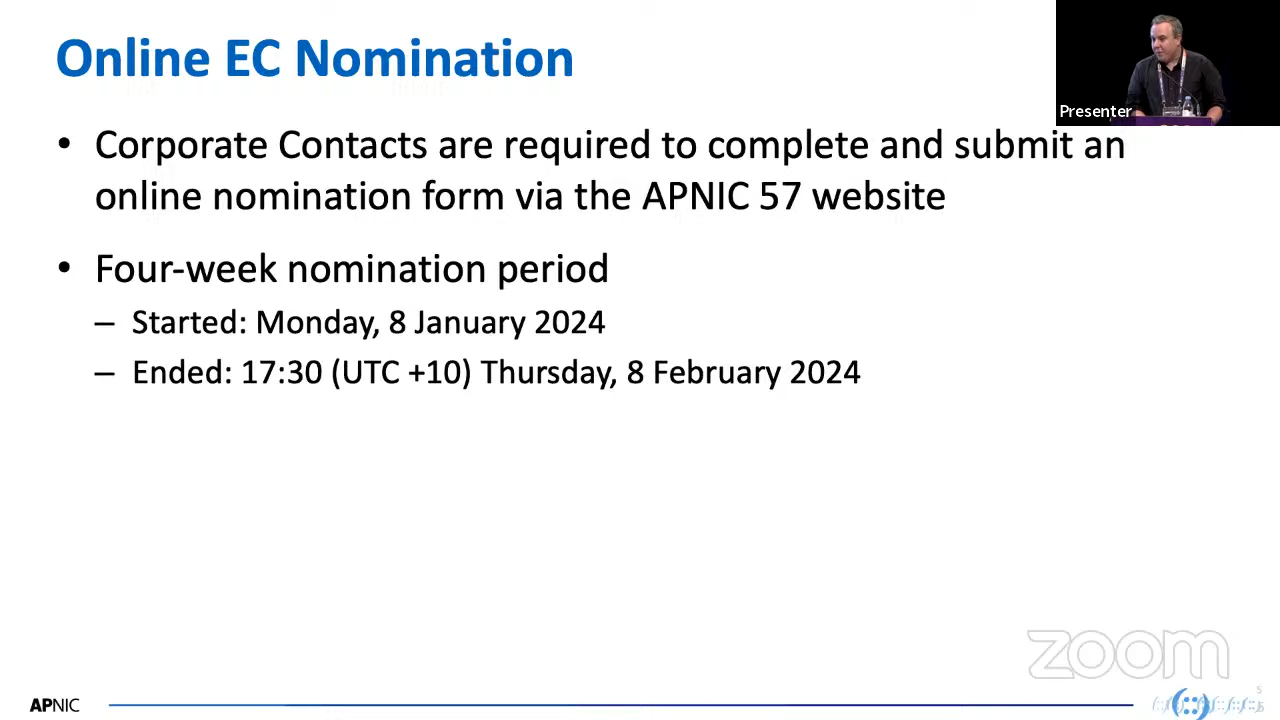 Online EC Nomination
Presenter
• Corporate Contacts are required to complete and submit an
online nomination form via the APNIC 57 website
• Four-week nomination period
– Started: Monday, 8 January 2024
– Ended: 17:30 (UTC +10) Thursday, 8 February 2024
zoom
APNIC
5